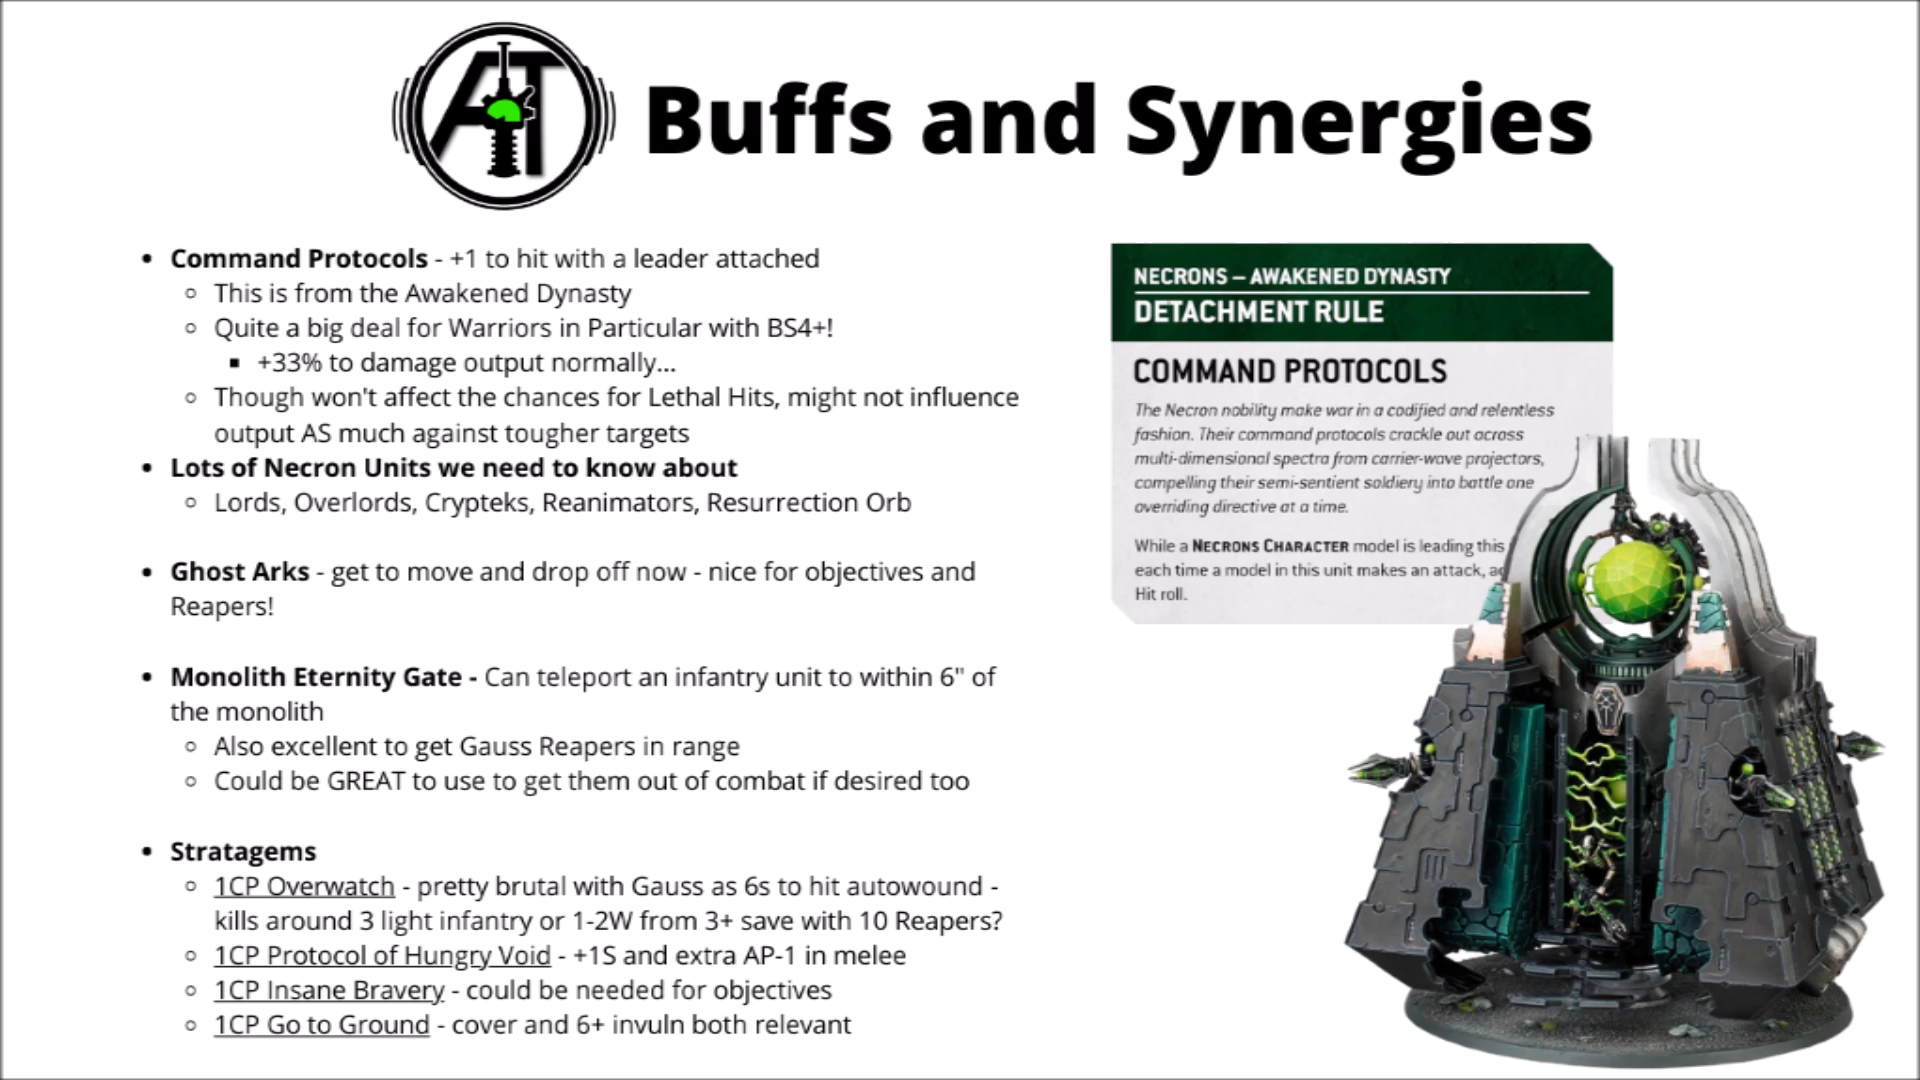 AT
Buffs and Synergies
• Command Protocols - +1 to hit with a leader attached
○ This is from the Awakened Dynasty
○ Quite a big deal for Warriors in Particular with BS4+!
▪ +33% to damage output normally...
○ Though won't affect the chances for Lethal Hits, might not influence
output AS much against tougher targets
• Lots of Necron Units we need to know about
○ Lords, Overlords, Crypteks, Reanimators, Resurrection Orb
• Ghost Arks - get to move and drop off now - nice for objectives and
Reapers!
• Monolith Eternity Gate - Can teleport an infantry unit to within 6" of
the monolith
○ Also excellent to get Gauss Reapers in range
○ Could be GREAT to use to get them out of combat if desired too
• Stratagems
○ 1CP Overwatch - pretty brutal with Gauss as 6s to hit autowound -
kills around 3 light infantry or 1-2W from 3+ save with 10 Reapers?
○ 1CP Protocol of Hungry Void - +1S and extra AP-1 in melee
○ 1CP Insane Bravery - could be needed for objectives
○ 1CP Go to Ground - cover and 6+ invuln both relevant
NECRONS – AWAKENED DYNASTY
DETACHMENT RULE
COMMAND PROTOCOLS
The Necron nobility make war in a codified and relentless
fashion. Their command protocols crackle out across
multi-dimensional spectra from carrier-wave projectors,
compelling their semi-sentient soldiery into battle one
overriding directive at a time.
While a NECRONS CHARACTER model is leading this
each time a model in this unit makes an attack,
Hit roll.